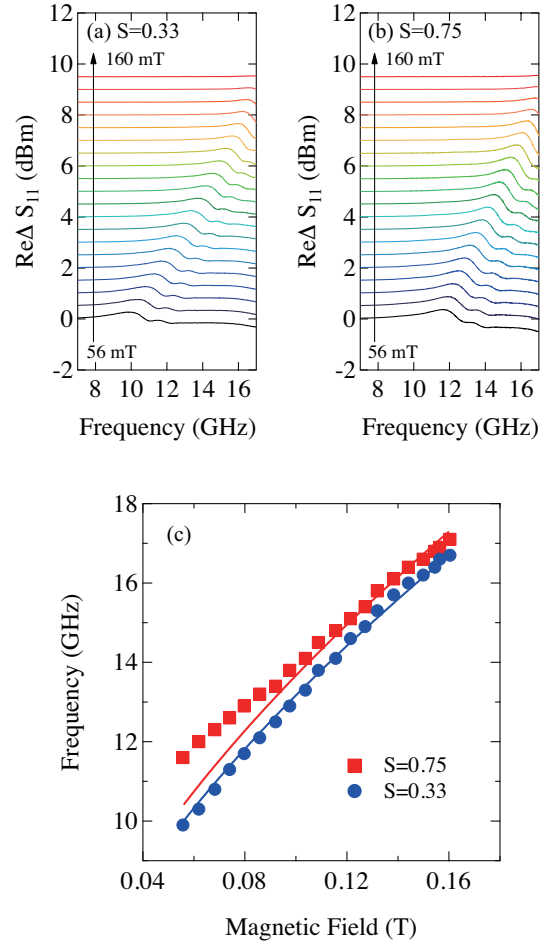 (a) S=0.33
(b) S=0.75
160 mT
160 mT
12
10
8
6
4
2
0
-2
12
10
8
6
4
2
0
-2
ReΔ S11 (dBm)
ReΔ S11 (dBm)
56 mT
56 mT
8 10 12 14 16
8 10 12 14 16
Frequency (GHz)
Frequency (GHz)
(c)
18
16
14
12
10
Frequency (GHz)
S=0.75
S=0.33
0.04 0.08 0.12 0.16
Magnetic Field (T)